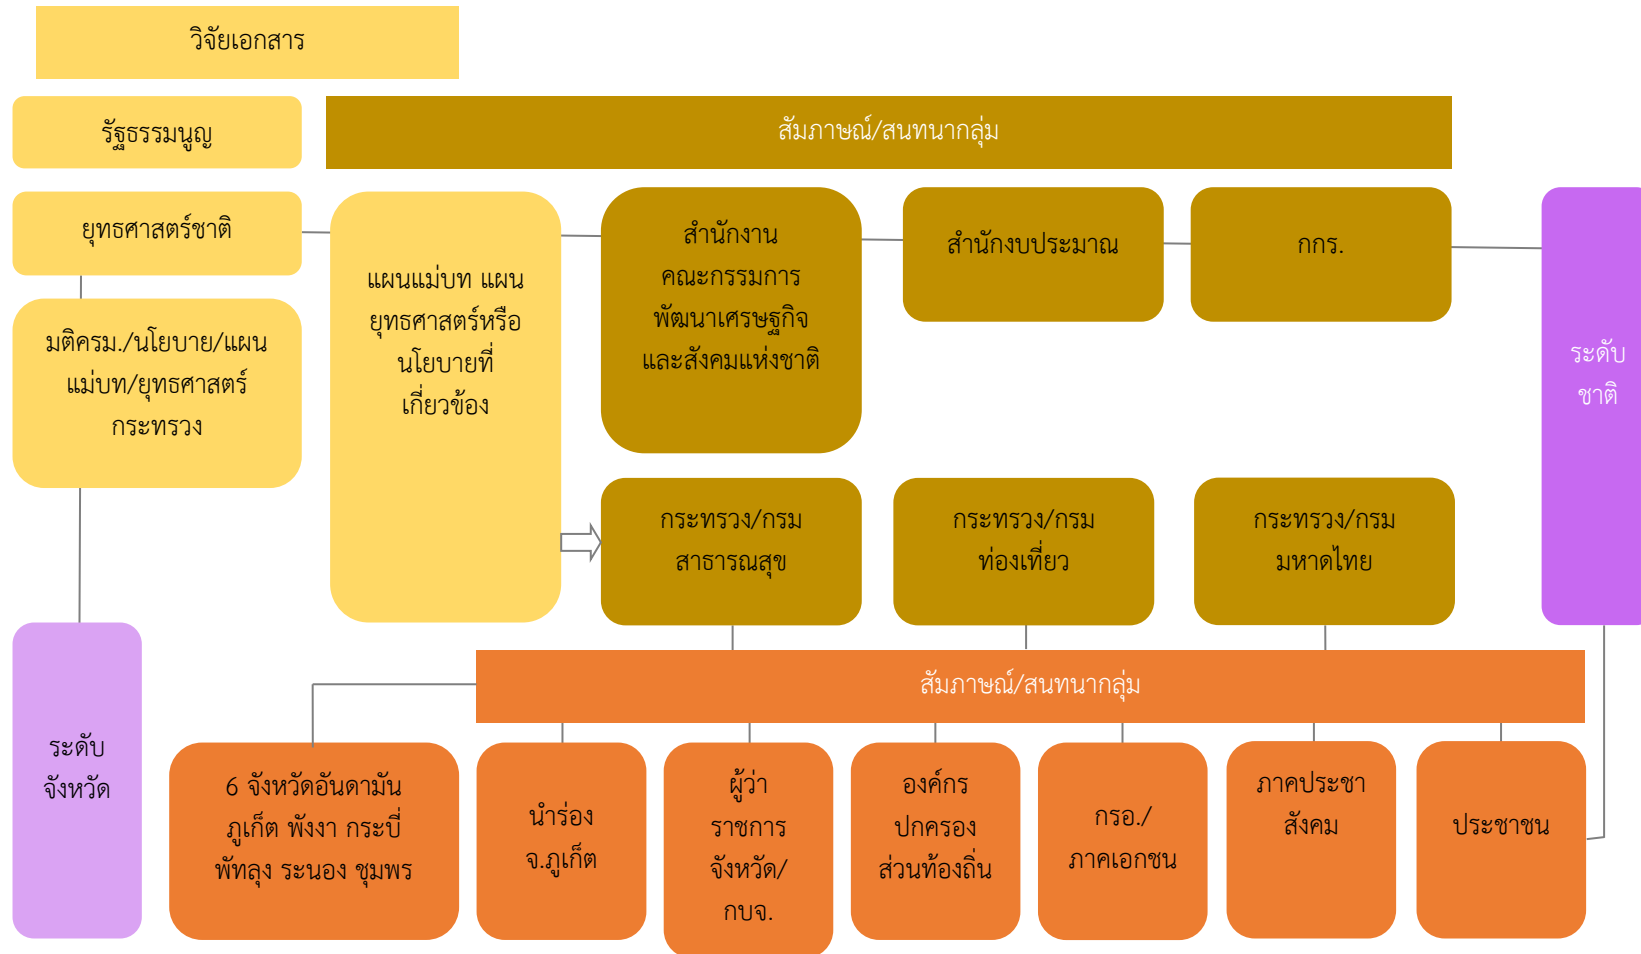 วิจัยเอกสาร
รัฐธรรมนูญ
สัมภาษณ์/สนทนากลุ่ม
ยุทธศาสตร์ชาติ
มติครม./นโยบาย/แผน
แม่บท/ยุทธศาสตร์
กระทรวง
แผนแม่บท แผน
ยุทธศาสตร์หรือ
นโยบายที่
เกี่ยวข้อง
สำนักงาน
คณะกรรมการ
พัฒนาเศรษฐกิจ
และสังคมแห่งชาติ
สำนักงบประมาณ
กกร.
ระดับ
ชาติ
กระทรวง/กรม
สาธารณสุข
กระทรวง/กรม
ท่องเที่ยว
กระทรวง/กรม
มหาดไทย
ระดับ
จังหวัด
สัมภาษณ์/สนทนากลุ่ม
6 จังหวัดอันดามัน
ภูเก็ต พังงา กระบี่
พัทลุง ระนอง ชุมพร
นำร่อง
จ.ภูเก็ต
ผู้ว่า
ราชการ
จังหวัด/
กบจ.
องค์กร
ปกครอง
ส่วนท้องถิ่น
กรอ./
ภาคเอกชน
ภาคประชา
สังคม
ประชาชน